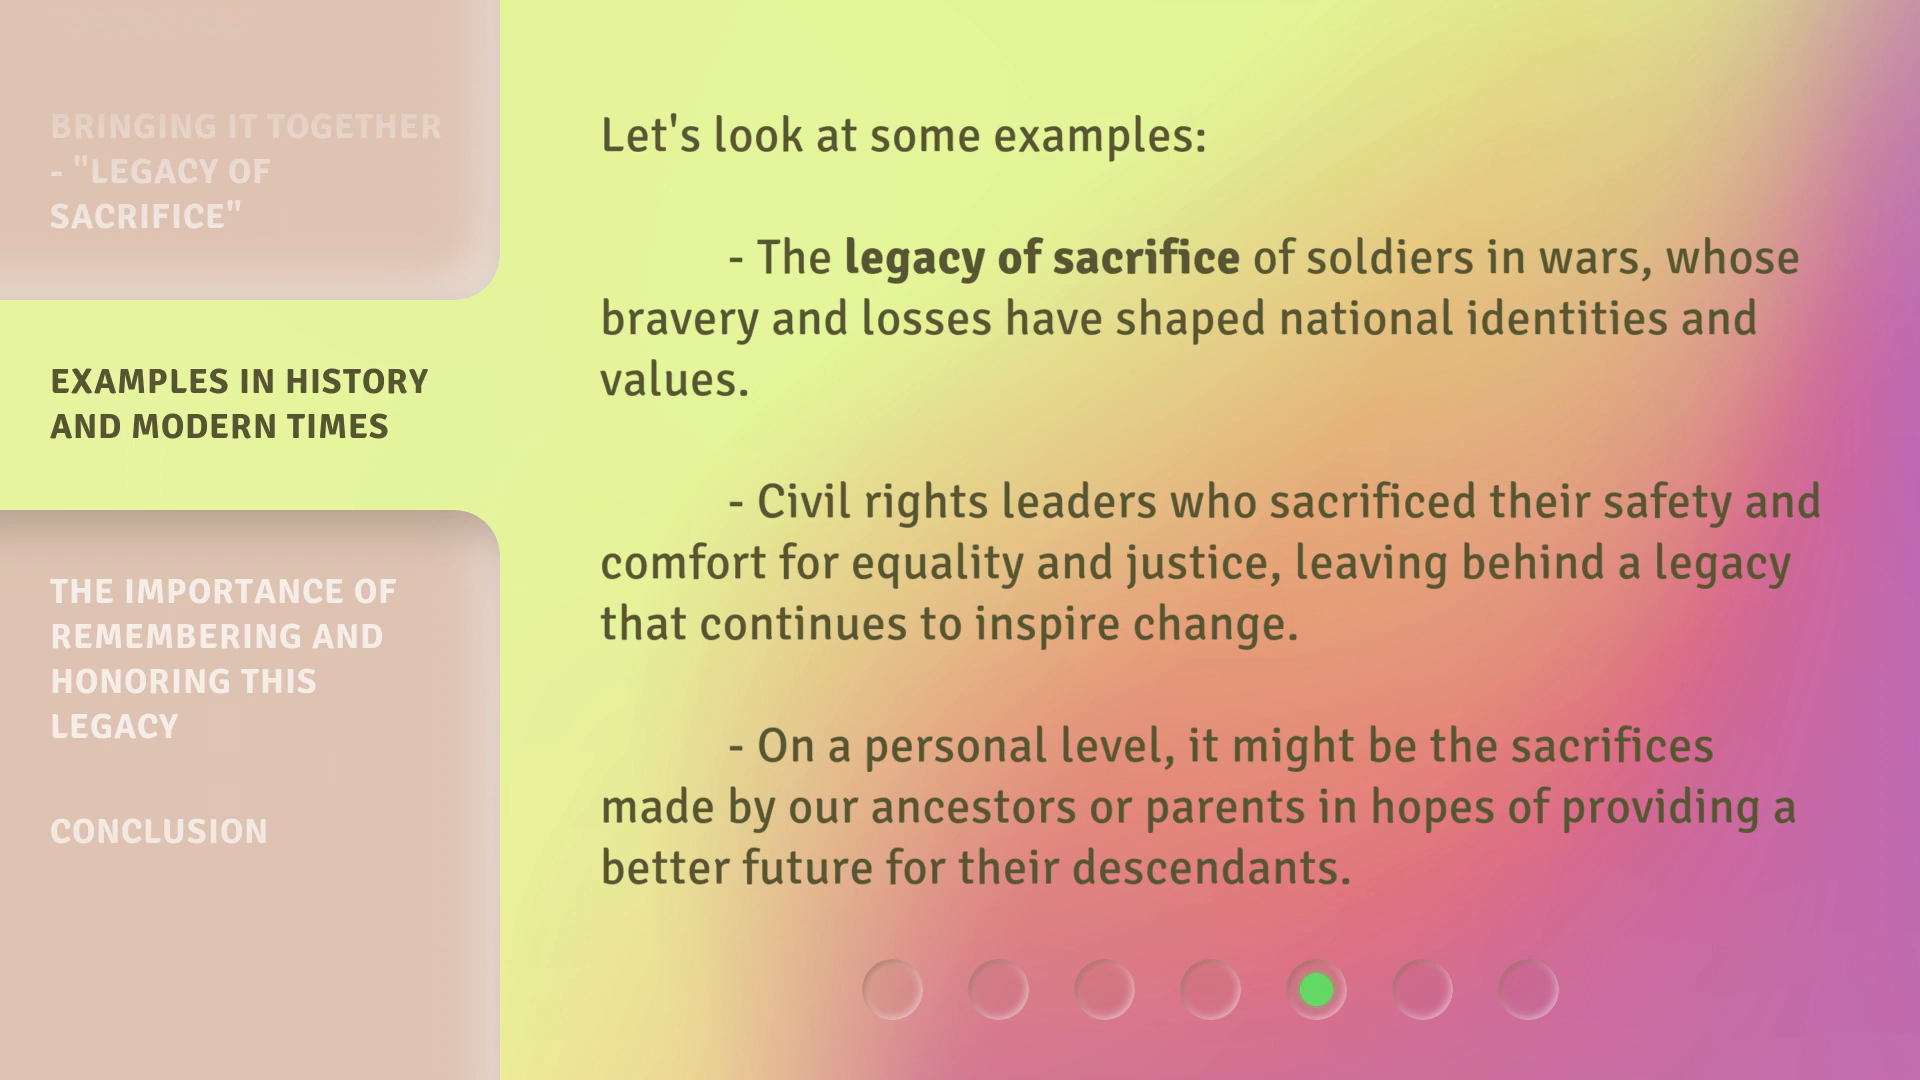 BRINGING IT TOGETHER
- "LEGACY OF
SACRIFICE"
EXAMPLES IN HISTORY
AND MODERN TIMES
THE IMPORTANCE OF
REMEMBERING AND
HONORING THIS
LEGACY
CONCLUSION
Let's look at some examples:
- The legacy of sacrifice of soldiers in wars, whose
bravery and losses have shaped national identities and
values.
- Civil rights leaders who sacrificed their safety and
comfort for equality and justice, leaving behind a legacy
that continues to inspire change.
- On a personal level, it might be the sacrifices
made by our ancestors or parents in hopes of providing a
better future for their descendants.